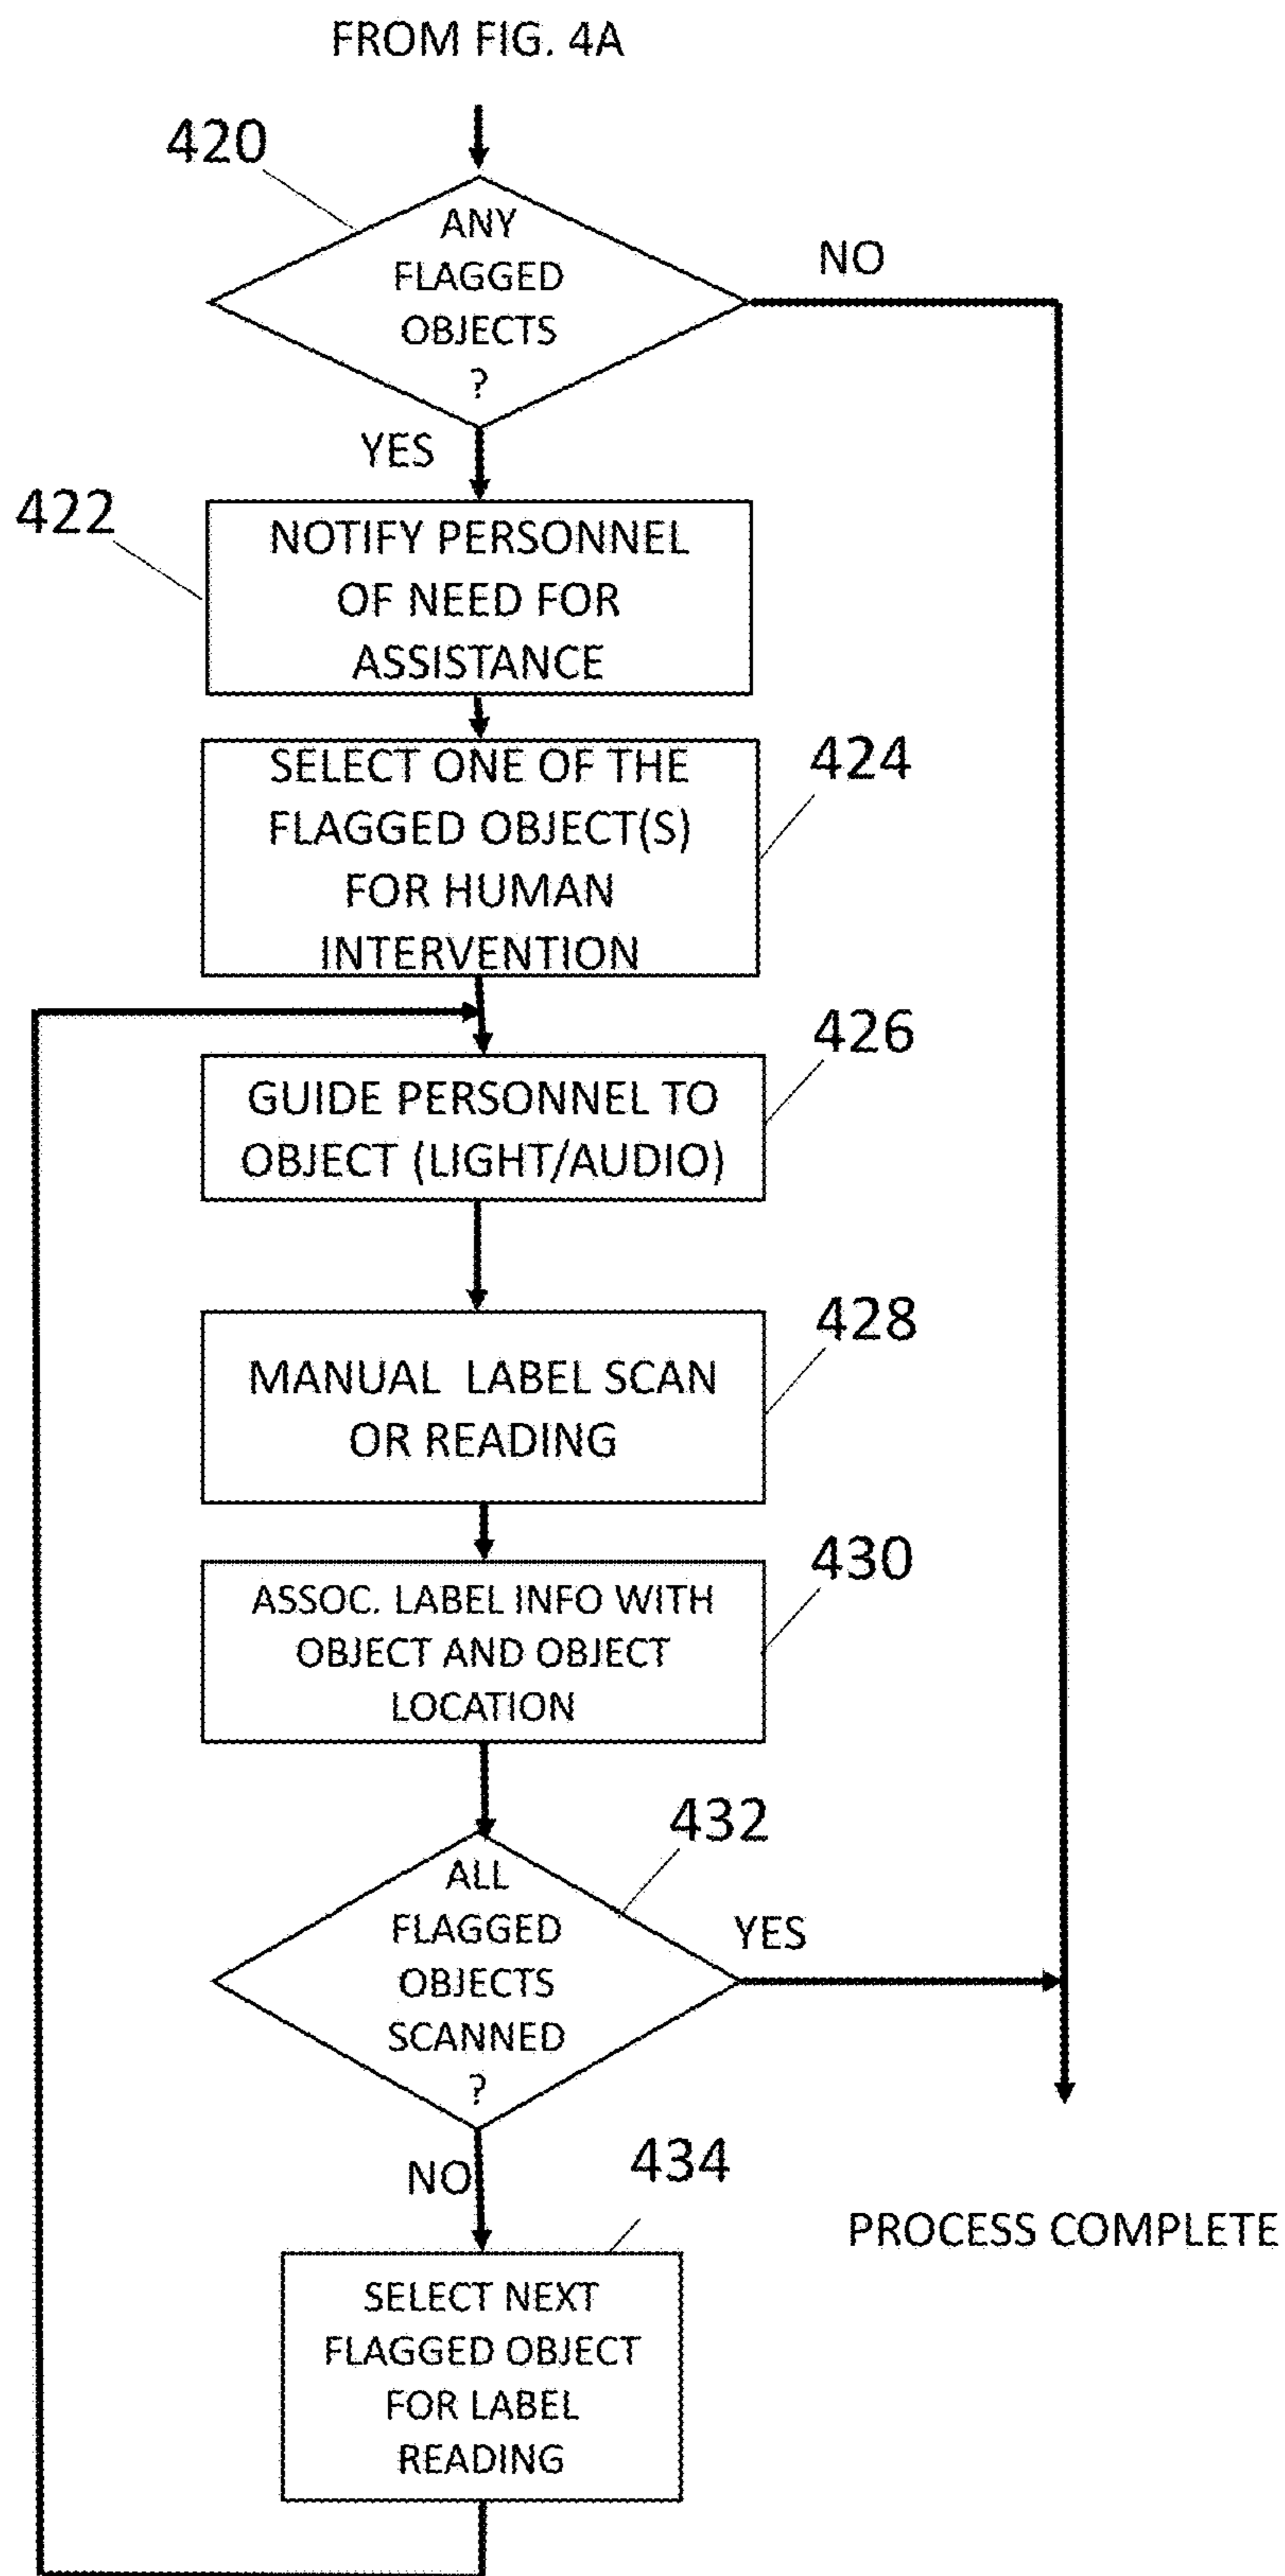 FROM FIG. 4A
420
ANY
FLAGGED
OBJECTS
?
NO
YES
422
NOTIFY PERSONNEL
OF NEED FOR
ASSISTANCE
SELECT ONE OF THE
FLAGGED OBJECT(S)
FOR HUMAN
INTERVENTION
424
GUIDE PERSONNEL TO
OBJECT (LIGHT/AUDIO)
426
MANUAL LABEL SCAN
OR READING
428
ASSOC. LABEL INFO WITH
OBJECT AND OBJECT
LOCATION
430
432
ALL
FLAGGED
OBJECTS
SCANNED
?
YES
NO
434
PROCESS COMPLETE
SELECT NEXT
FLAGGED OBJECT
FOR LABEL
READING